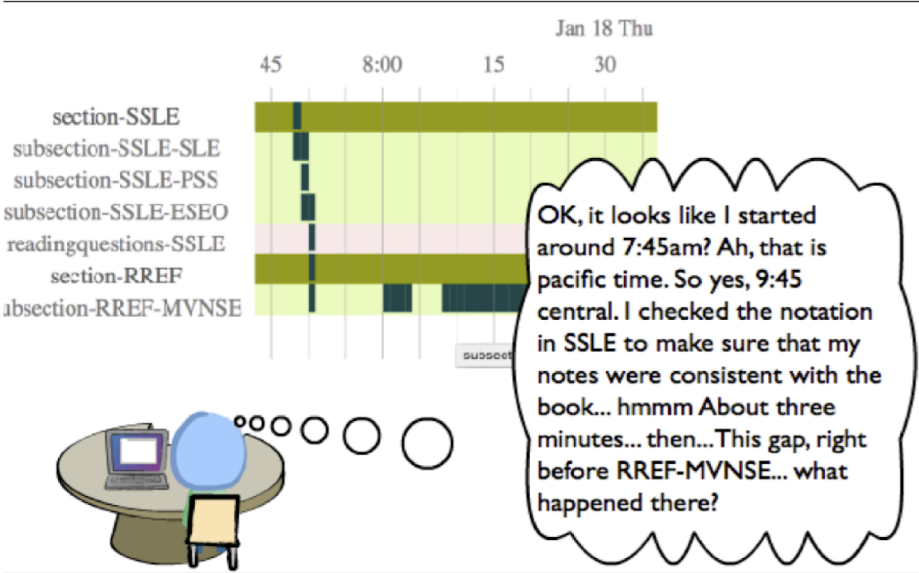 Jan 18 Thu
45 8:00 15 30
section-SSLE
subsection-SSLE-SLE
subsection-SSLE-PSS
subsection-SSLE-ESEO
readingquestions-SSLE
section-RREF
ubsection-RREF-MVNSE
subsect
OK, it looks like I started
around 7:45am? Ah, that is
pacific time. So yes, 9:45
central. I checked the notation
in SSLE to make sure that my
notes were consistent with the
book... hmmm About three
minutes... then...This gap, right
before RREF-MVNSE... what
happened there?